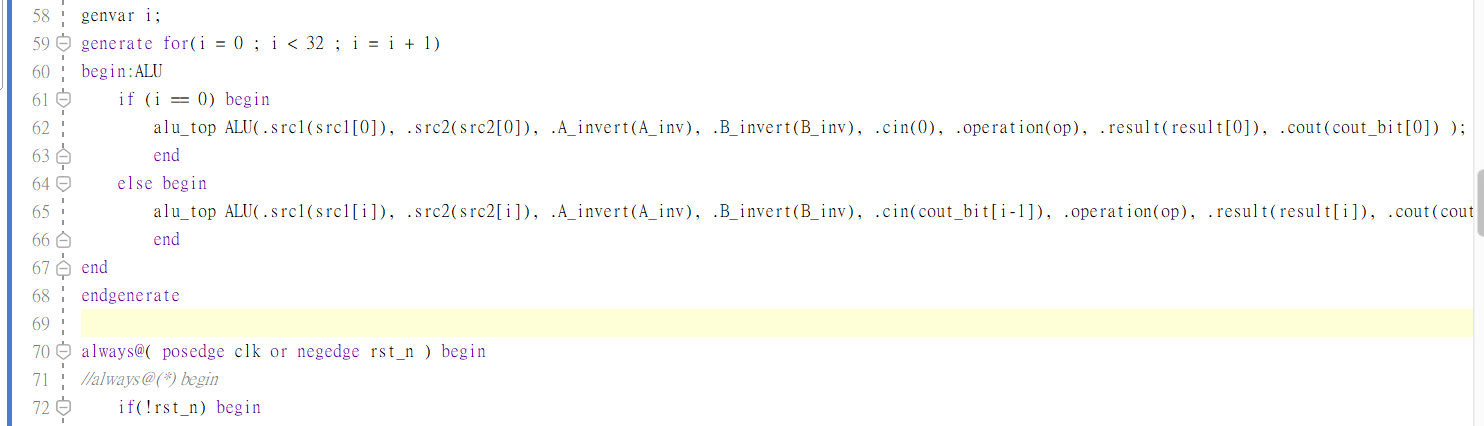 58 genvar i;
59 generate for(i = 0 ; i < 32 ; i = i + 1)
60 begin:ALU
61     if (i == 0) begin
62         alu_top ALU(.src1(src1[0]), .src2(src2[0]), .A_invert(A_inv), .B_invert(B_inv), .cin(0), .operation(op), .result(result[0]), .cout(cout_bit[0]) );
63         end
64     else begin
65         alu_top ALU(.src1(src1[i]), .src2(src2[i]), .A_invert(A_inv), .B_invert(B_inv), .cin(cout_bit[i-1]), .operation(op), .result(result[i]), .cout(cout
66         end
67 end
68 endgenerate
69
70 always@( posedge clk or negedge rst_n ) begin
71 //always@(*) begin
72     if(!rst_n) begin